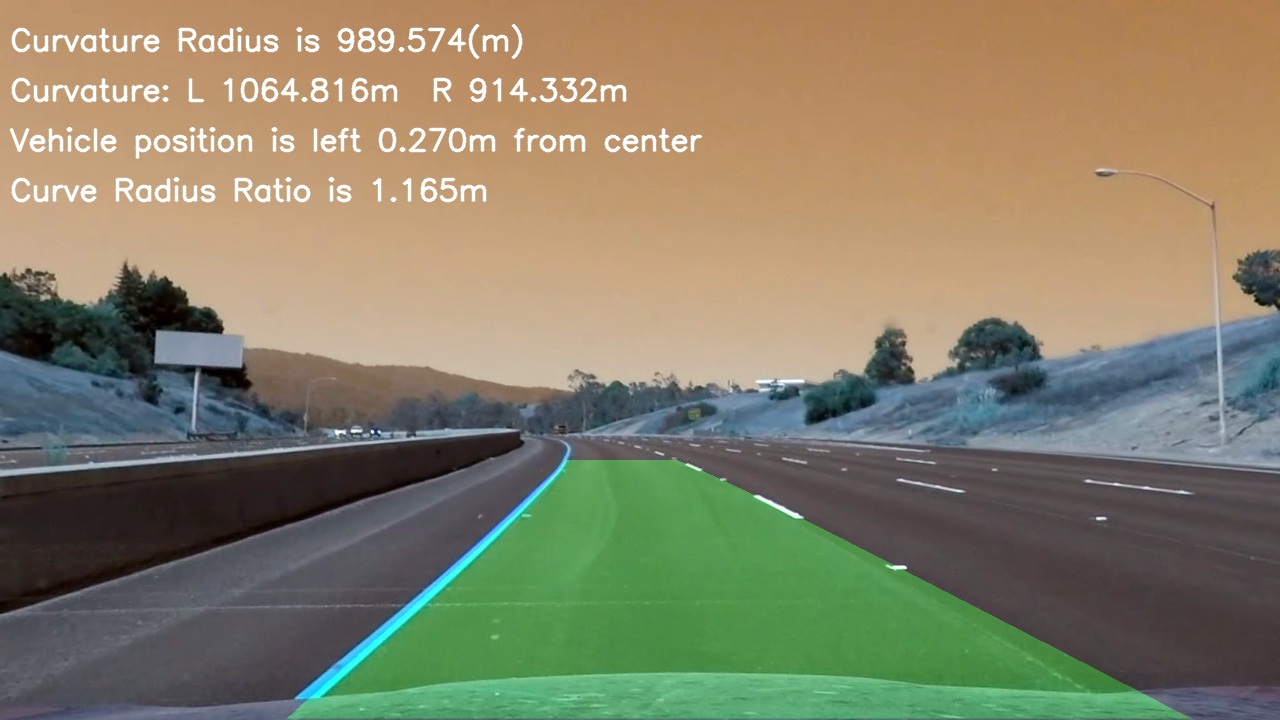 Curvature Radius is 989.574(m)
Curvature: L 1064.816m R 914.332m
Vehicle position is left 0.270m from center
Curve Radius Ratio is 1.165m